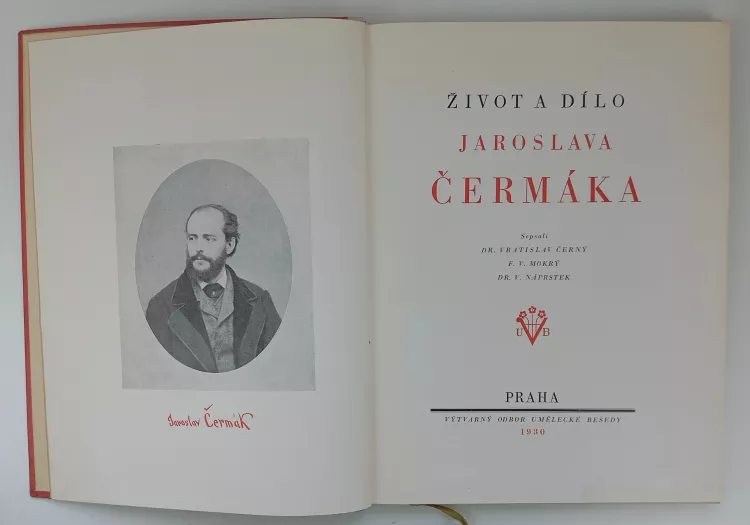 Jaroslav Čermák
ŽIVOT A DÍLO
JAROSLAVA
ČERMÁKA
Sepsali
DR. VRATISLAV ČERNÝ
F. V. MOKRÝ
DR. V. NÁPRSTEK
U B
PRAHA
VÝTVARNÝ ODBOR UMĚLECKÉ BESEDY
1930